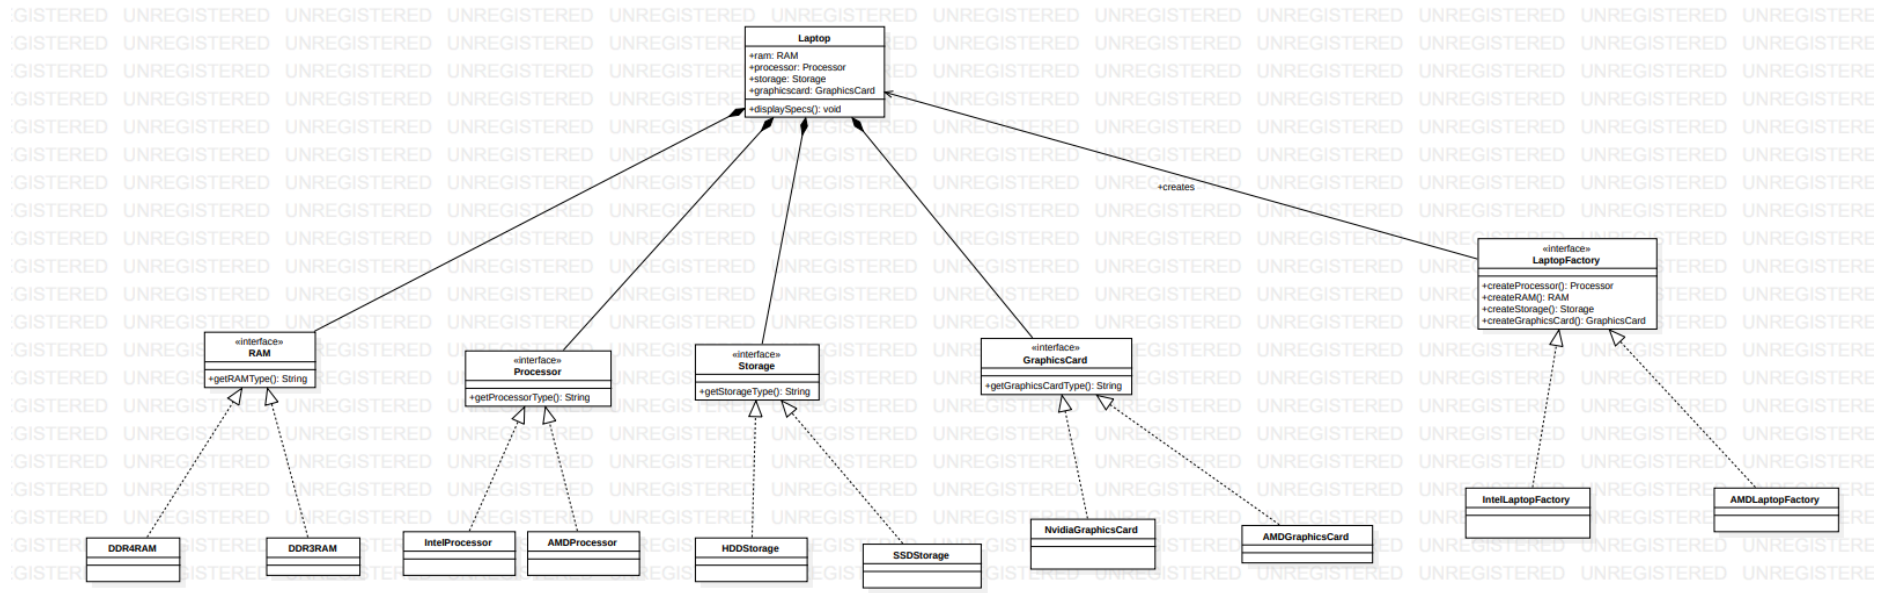 Laptop
+ram: RAM
+processor: Processor
+storage: Storage
+graphicscard: GraphicsCard
+displaySpecs(): void
+creates
«interface»
LaptopFactory
+createProcessor(): Processor
+createRAM(): RAM
+createStorage(): Storage
+createGraphicsCard(): GraphicsCard
«interface»
RAM
+getRAMType(): String
«interface»
Processor
+getProcessorType(): String
«interface»
Storage
+getStorageType(): String
«interface»
GraphicsCard
+getGraphicsCardType(): String
DDR4RAM
DDR3RAM
IntelProcessor
AMDProcessor
HDDStorage
SSDStorage
NvidiaGraphicsCard
AMDGraphicsCard
IntelLaptopFactory
AMDLaptopFactory
UNREGISTERED